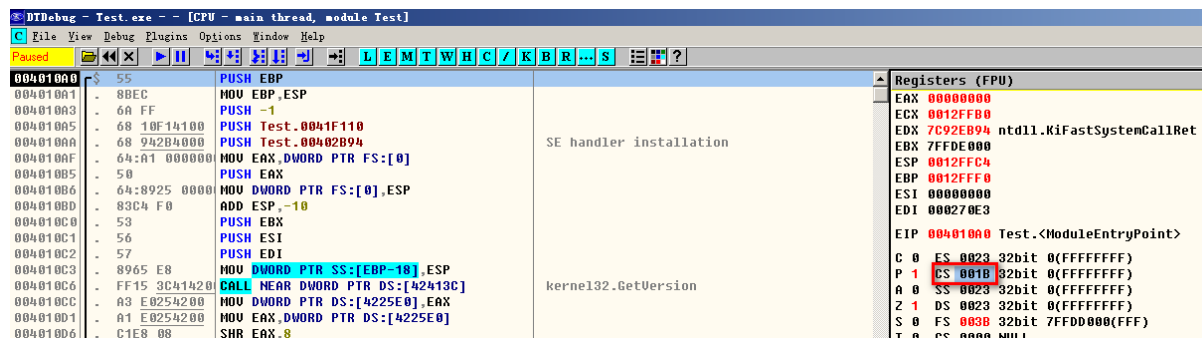 DTDebug - Test.exe - - [CPU - main thread, module Test]
C File View Debug Plugins Options Window Help
Paused L E M T W H C / K B R ... S ?
004010A0 $ 55 PUSH EBP
004010A1 . 8BEC MOV EBP,ESP
004010A3 . 6A FF PUSH -1
004010A5 . 68 10F14100 PUSH Test.0041F110
004010AA . 68 942B4000 PUSH Test.00402B94 SE handler installation
004010AF . 64:A1 000000 MOV EAX,DWORD PTR FS:[0]
004010B5 . 50 PUSH EAX
004010B6 . 64:8925 0000 MOV DWORD PTR FS:[0],ESP
004010BD . 83C4 F0 ADD ESP,-10
004010C0 . 53 PUSH EBX
004010C1 . 56 PUSH ESI
004010C2 . 57 PUSH EDI
004010C3 . 8965 E8 MOV DWORD PTR SS:[EBP-18],ESP
004010C6 . FF15 3C414200 CALL NEAR DWORD PTR DS:[42413C] kernel32.GetVersion
004010CC . A3 E0254200 MOV DWORD PTR DS:[4225E0],EAX
004010D1 . A1 E0254200 MOV EAX,DWORD PTR DS:[4225E0]
004010D6 . C1E8 08 SHR EAX,8
Registers (FPU)
EAX 00000000
ECX 0012FFB0
EDX 7C92EB94 ntdll.KiFastSystemCallRet
EBX 7FFDE000
ESP 0012FFC4
EBP 0012FFF0
ESI 00000000
EDI 000270E3
EIP 004010A0 Test.<ModuleEntryPoint>
C 0 ES 0023 32bit 0(FFFFFFFF)
P 1 CS 001B 32bit 0(FFFFFFFF)
A 0 SS 0023 32bit 0(FFFFFFFF)
Z 1 DS 0023 32bit 0(FFFFFFFF)
S 0 FS 003B 32bit 7FFDD000(FFF)
T 0 GS 0000 NULL